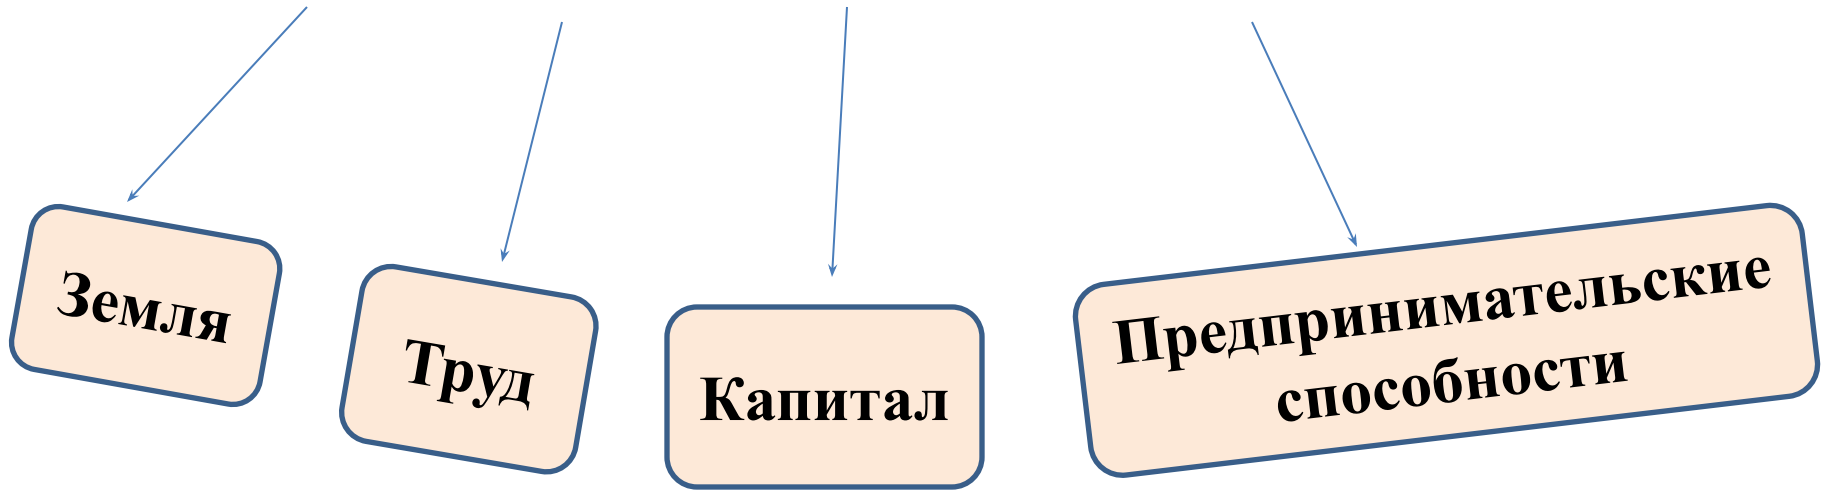 Земля
Труд
Капитал
Предпринимательские
способности